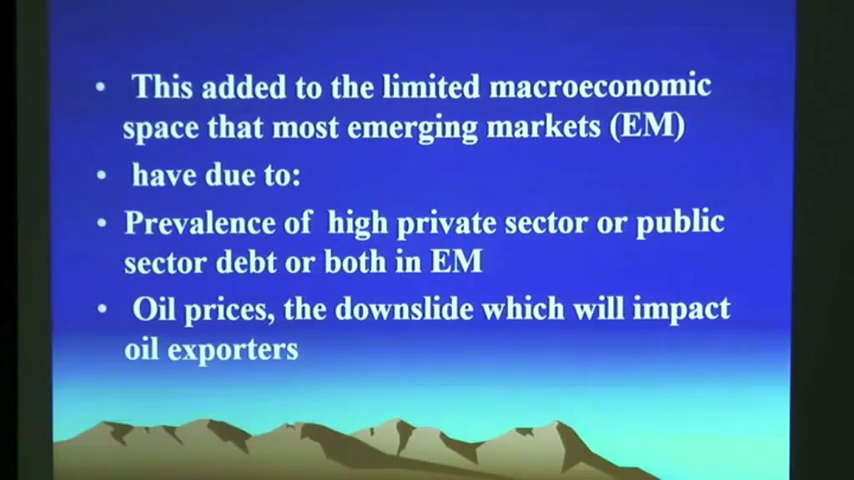 • This added to the limited macroeconomic
space that most emerging markets (EM)
• have due to:
• Prevalence of high private sector or public
sector debt or both in EM
• Oil prices, the downslide which will impact
oil exporters